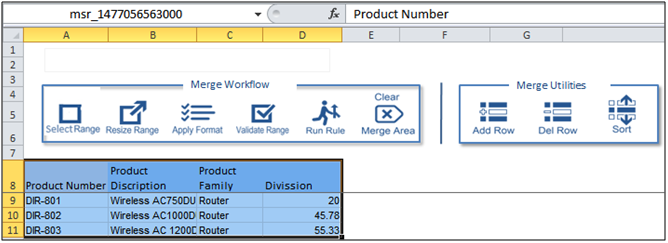 msr_1477056563000 fx Product Number
A B C D E F G
1
2
3 Merge Workflow Merge Utilities
4 Clear
5 Select Range Resize Range Apply Format Validate Range Run Rule Merge Area Add Row Del Row Sort
6
7
8 Product Number Product Discription Product Family Divission
9 DIR-801 Wireless AC750DU Router 20
10 DIR-802 Wireless AC1000D Router 45.78
11 DIR-803 Wireless AC 1200D Router 55.33